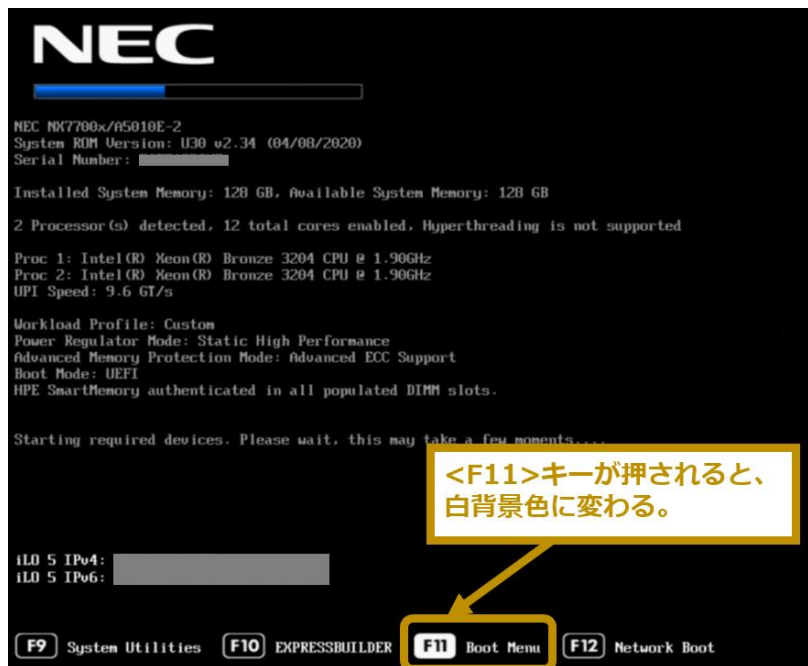 NEC
NEC NX7700x/A5010E-2
System ROM Version: U30 v2.34 (04/08/2020)
Serial Number:
Installed System Memory: 128 GB, Available System Memory: 128 GB
2 Processor(s) detected, 12 total cores enabled, Hyperthreading is not supported
Proc 1: Intel(R) Xeon(R) Bronze 3204 CPU @ 1.90GHz
Proc 2: Intel(R) Xeon(R) Bronze 3204 CPU @ 1.90GHz
UPI Speed: 9.6 GT/s
Workload Profile: Custom
Power Regulator Mode: Static High Performance
Advanced Memory Protection Mode: Advanced ECC Support
Boot Mode: UEFI
HPE SmartMemory authenticated in all populated DIMM slots.
Starting required devices. Please wait, this may take a few moments....
<F11>キーが押されると、
白背景色に変わる。
iLO 5 IPv4:
iLO 5 IPv6:
F9 System Utilities F10 EXPRESSBUILDER F11 Boot Menu F12 Network Boot